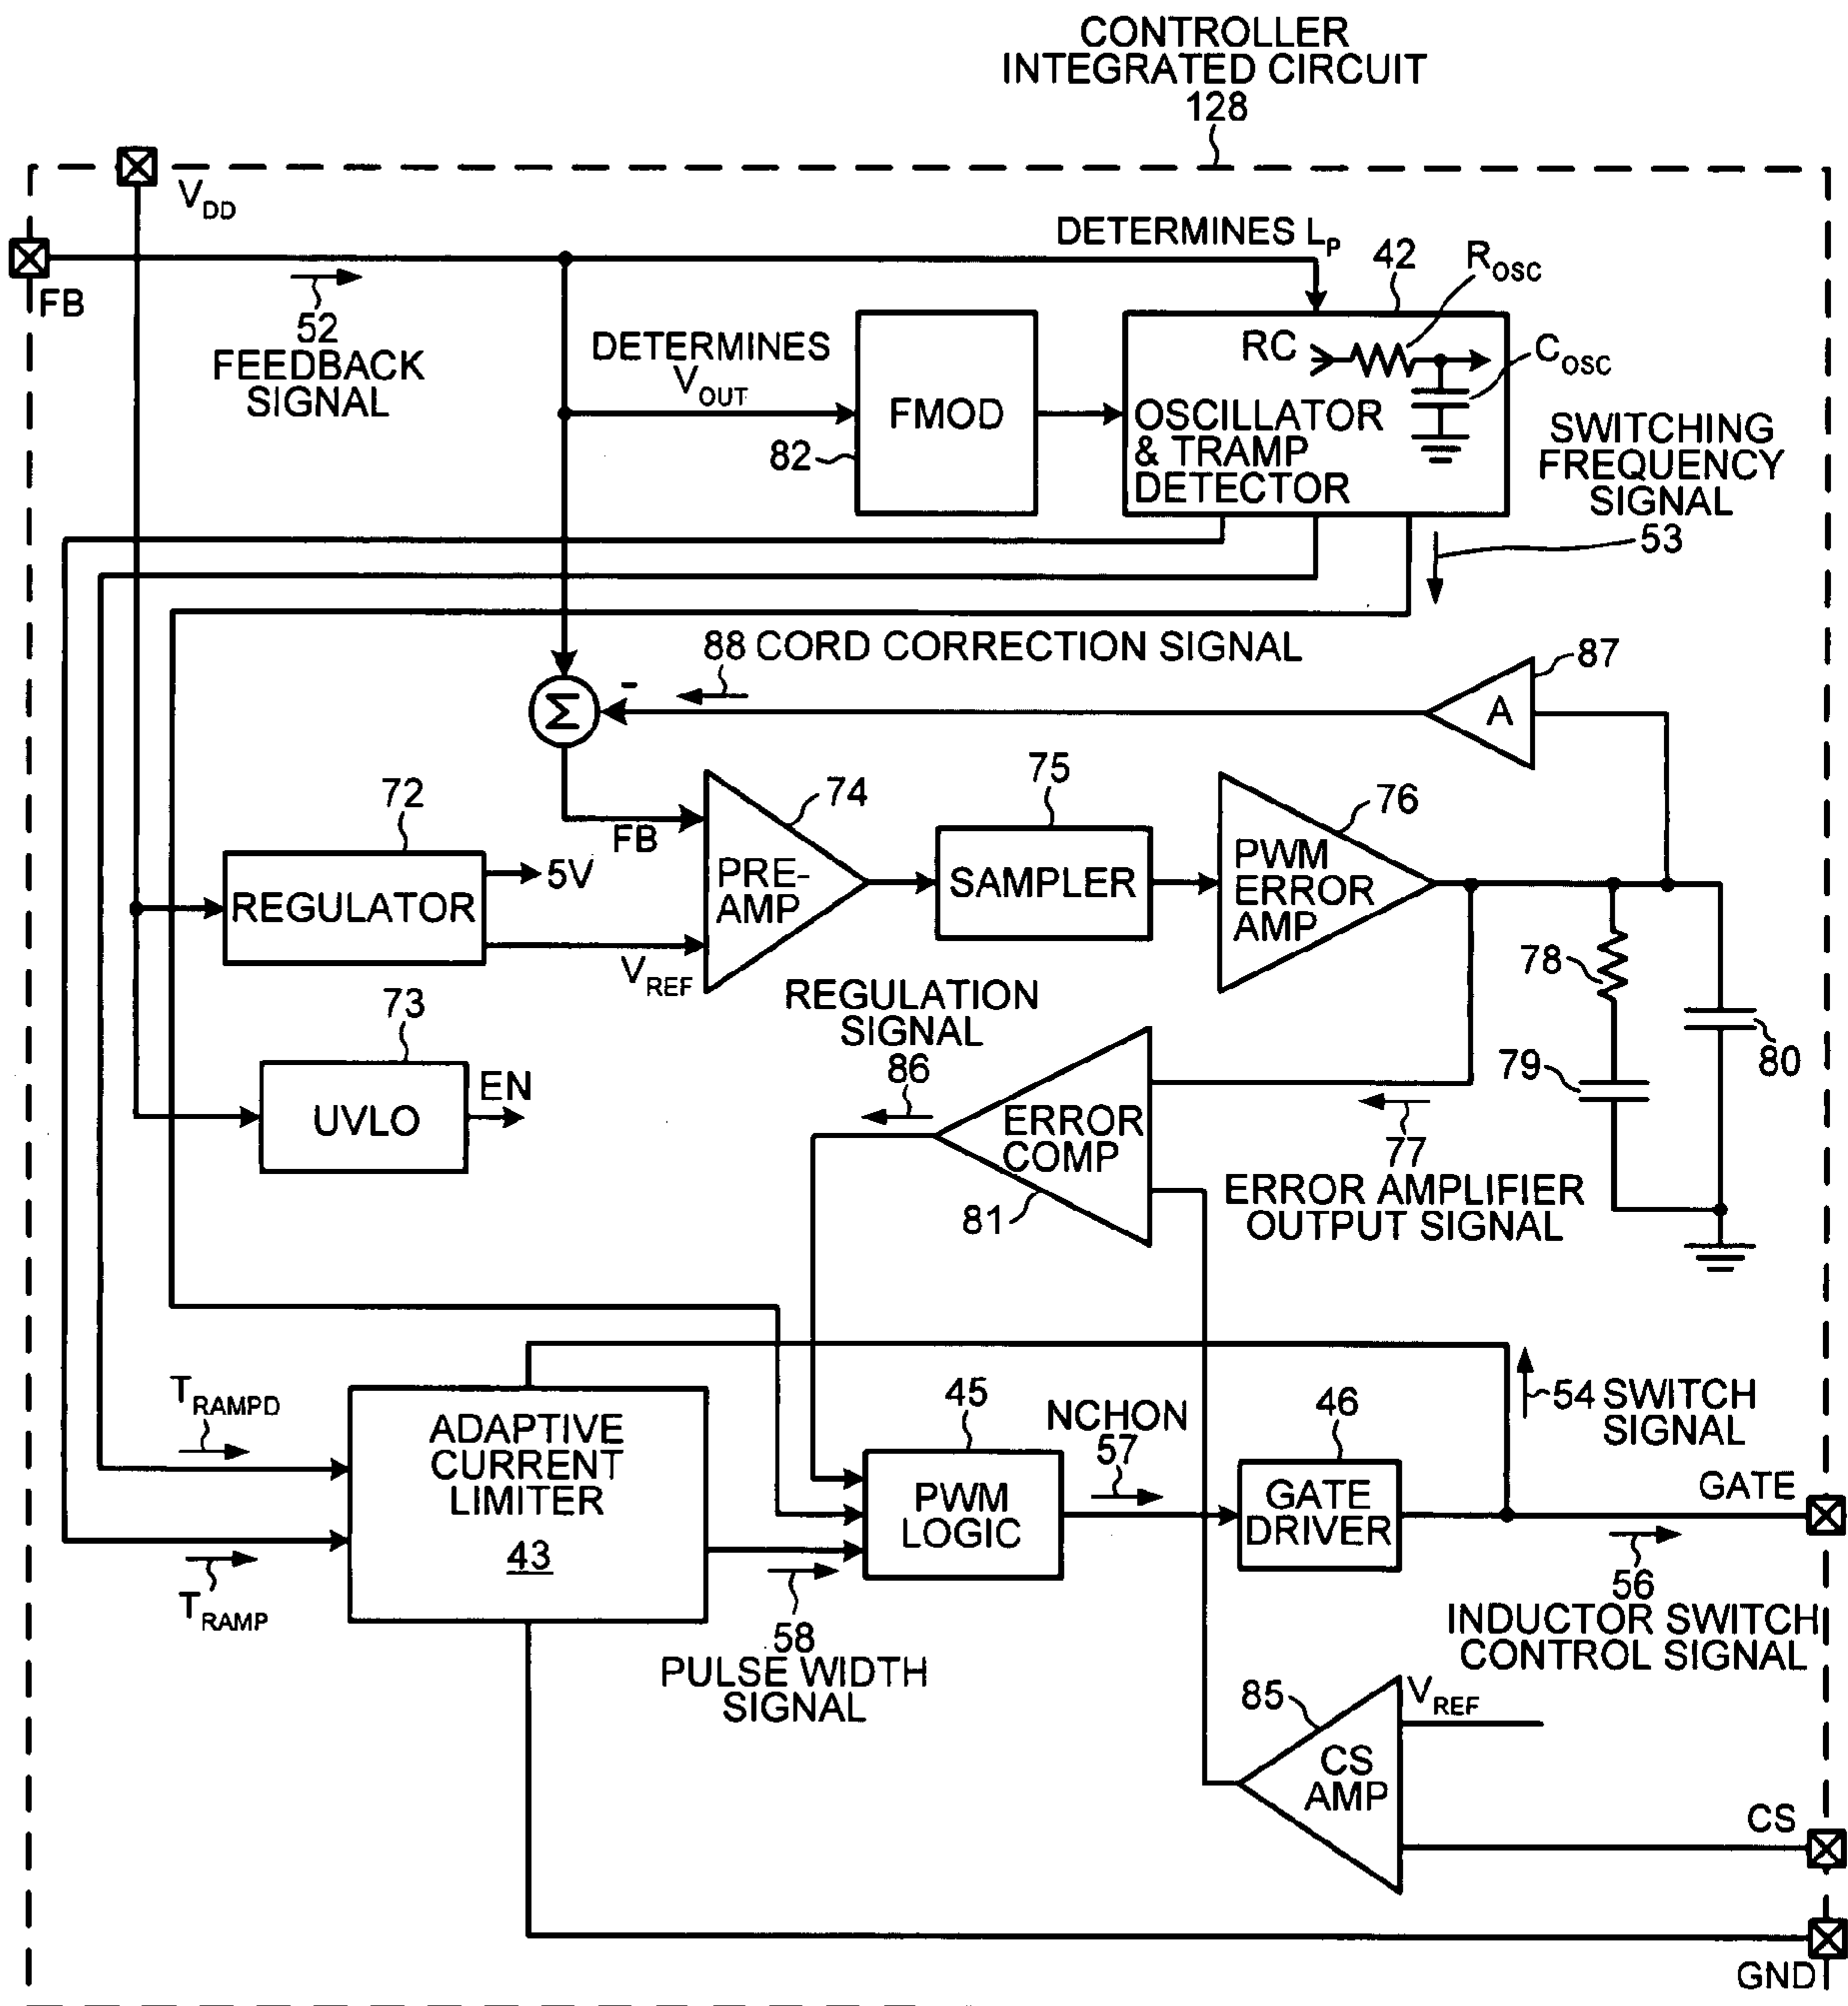 CONTROLLER
INTEGRATED CIRCUIT
128
VDD
FB
52
FEEDBACK
SIGNAL
DETERMINES LP
42
ROSC
RC
COSC
DETERMINES
VOUT
FMOD
82
OSCILLATOR
& TRAMP
DETECTOR
SWITCHING
FREQUENCY
SIGNAL
53
88 CORD CORRECTION SIGNAL
87
-
Σ
A
72
74
75
76
FB
5V
REGULATOR
PRE-
AMP
SAMPLER
PWM
ERROR
AMP
VREF
78
REGULATION
SIGNAL
86
73
79
80
EN
UVLO
ERROR
COMP
81
77
ERROR AMPLIFIER
OUTPUT SIGNAL
TRAMPD
ADAPTIVE
CURRENT
LIMITER
43
TRAMP
45
NCHON
57
46
54 SWITCH
SIGNAL
PWM
LOGIC
GATE
DRIVER
GATE
56
INDUCTOR SWITCH
CONTROL SIGNAL
58
PULSE WIDTH
SIGNAL
85
VREF
CS
AMP
CS
GND